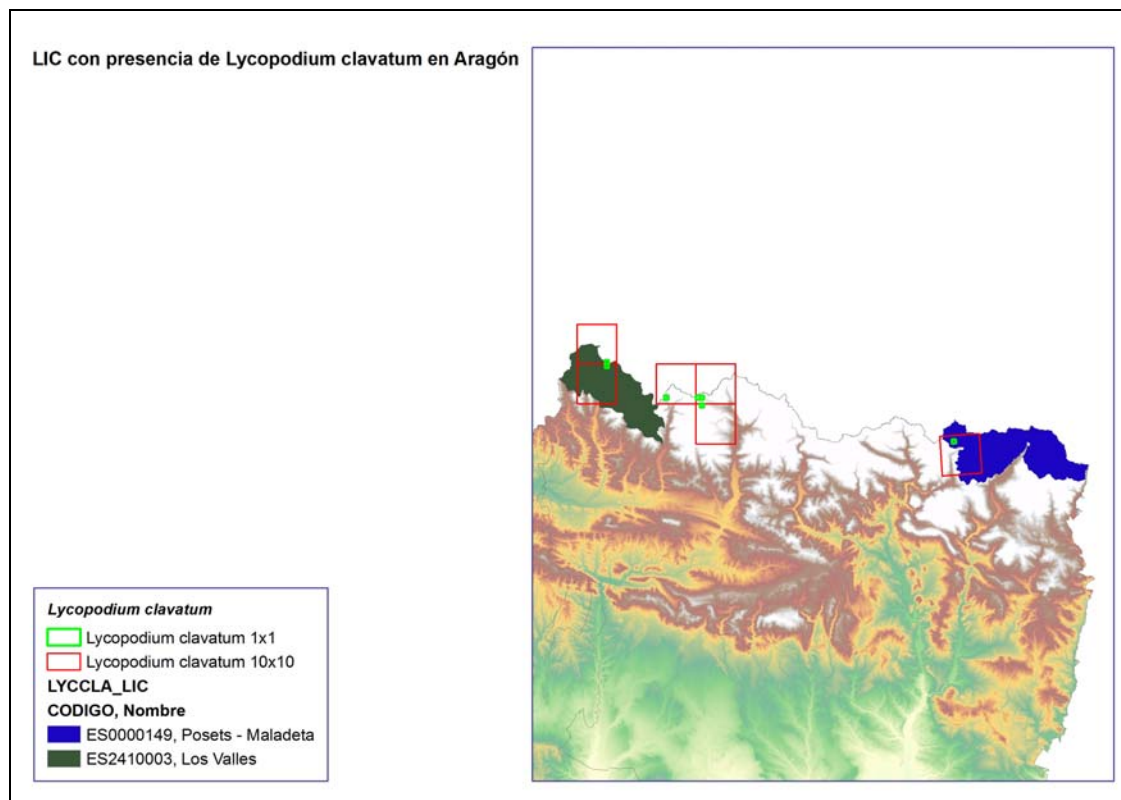 LIC con presencia de Lycopodium clavatum en Aragón
Lycopodium clavatum
Lycopodium clavatum 1x1
Lycopodium clavatum 10x10
LYCCLA_LIC
CODIGO, Nombre
ES0000149, Posets - Maladeta
ES2410003, Los Valles